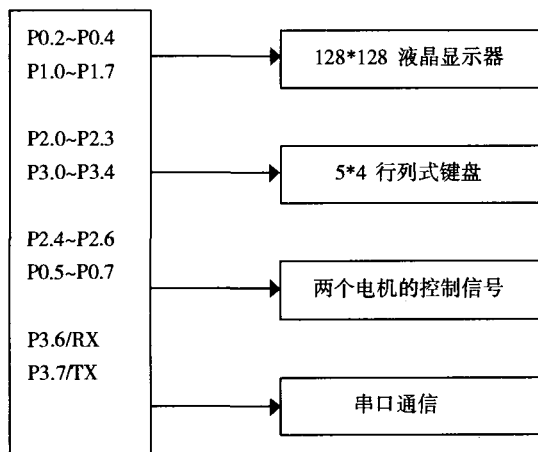 P0.2~P0.4
P1.0~P1.7
128*128 液晶显示器
P2.0~P2.3
P3.0~P3.4
5*4 行列式键盘
P2.4~P2.6
P0.5~P0.7
两个电机的控制信号
P3.6/RX
P3.7/TX
串口通信